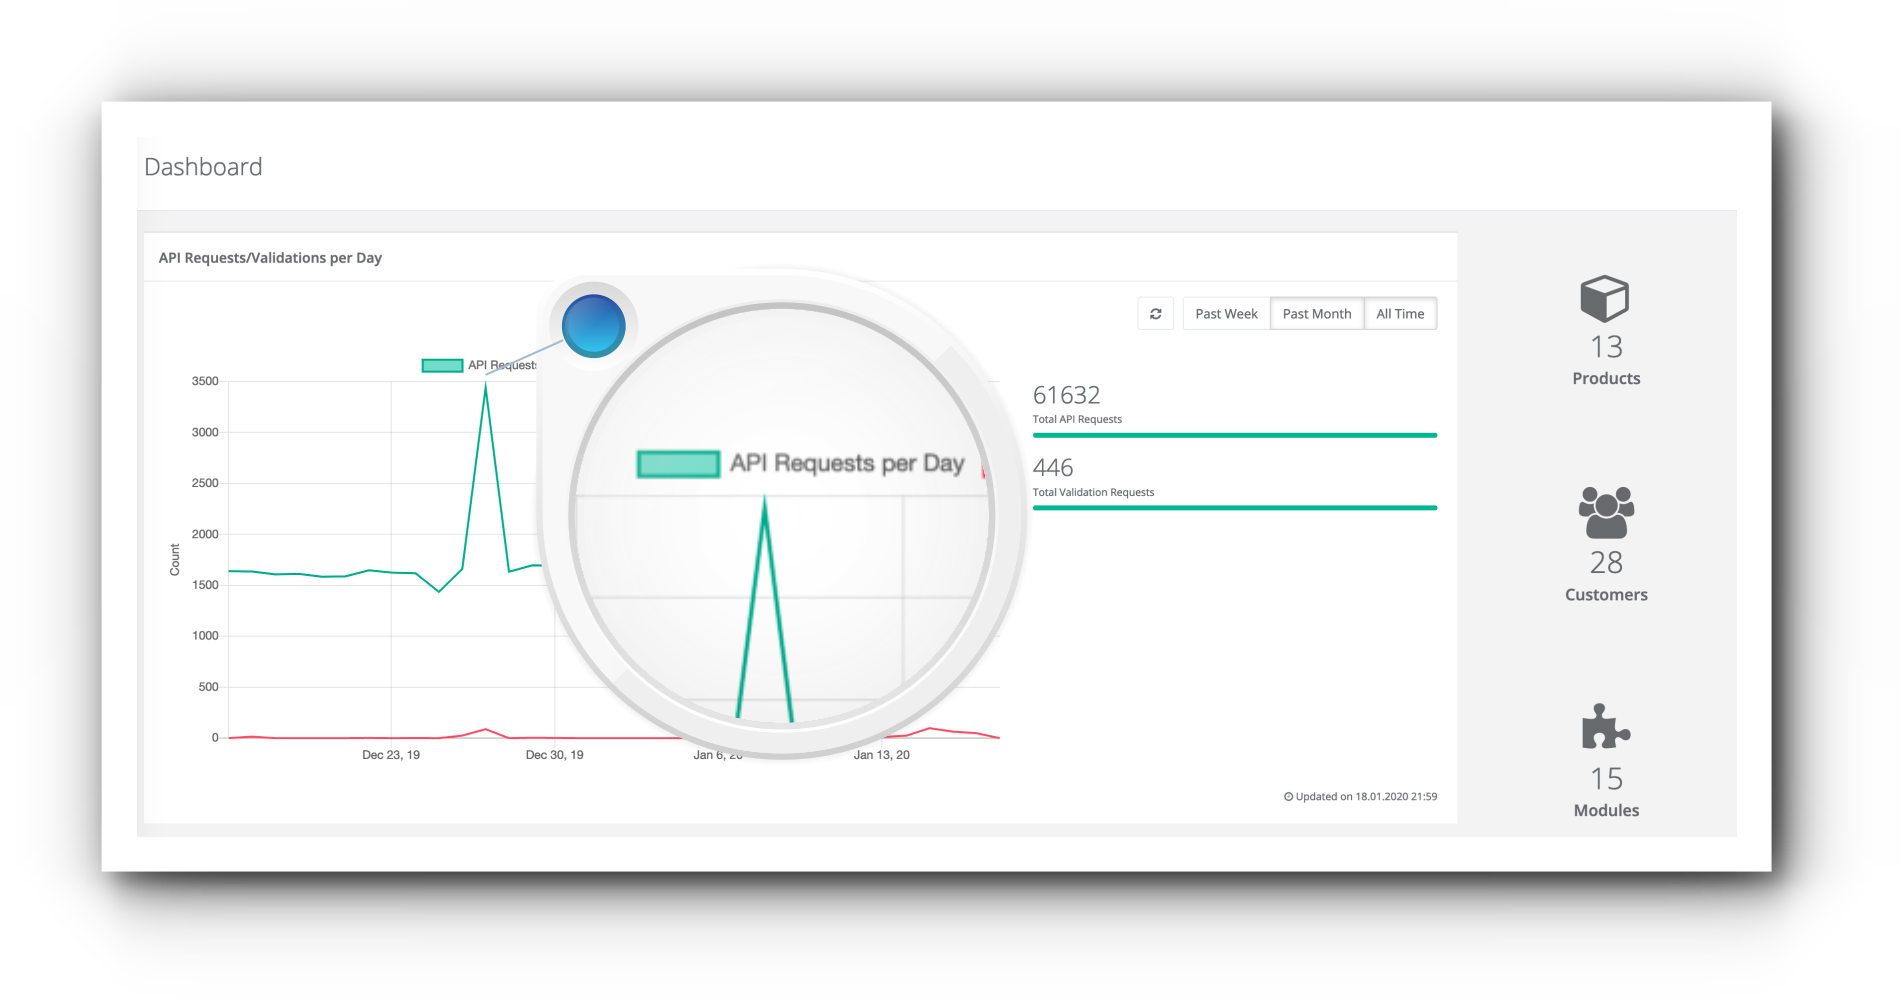 Dashboard
API Requests/Validations per Day
Past Week
Past Month
All Time
API Requests
API Requests per Day
3500
3000
2500
2000
1500
1000
500
0
Count
Dec 23, 19
Dec 30, 19
Jan 6, 20
Jan 13, 20
61632
Total API Requests
446
Total Validation Requests
Updated on 18.01.2020 21:59
13
Products
28
Customers
15
Modules